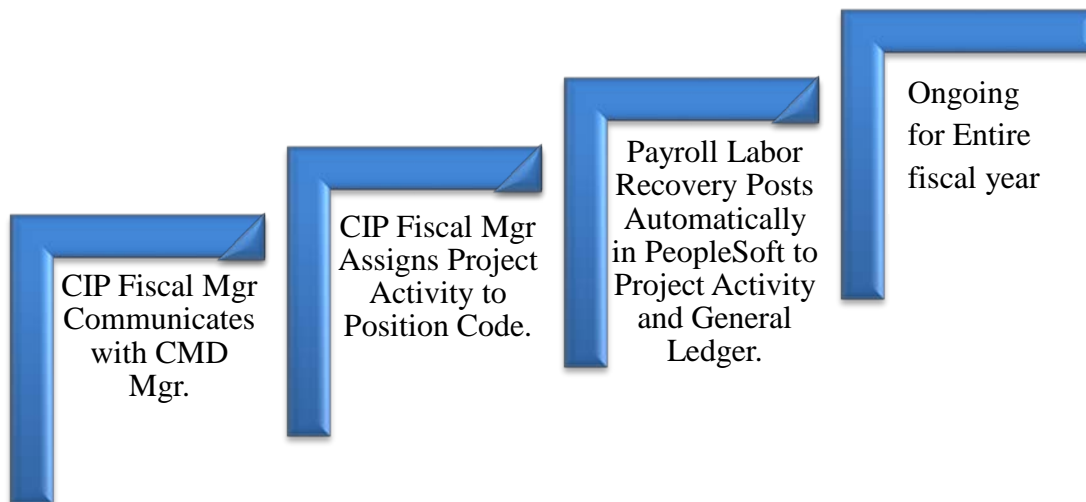 CIP Fiscal Mgr
Communicates
with CMD
Mgr.
CIP Fiscal Mgr
Assigns Project
Activity to
Position Code.
Payroll Labor
Recovery Posts
Automatically
in PeopleSoft to
Project Activity
and General
Ledger.
Ongoing
for Entire
fiscal year